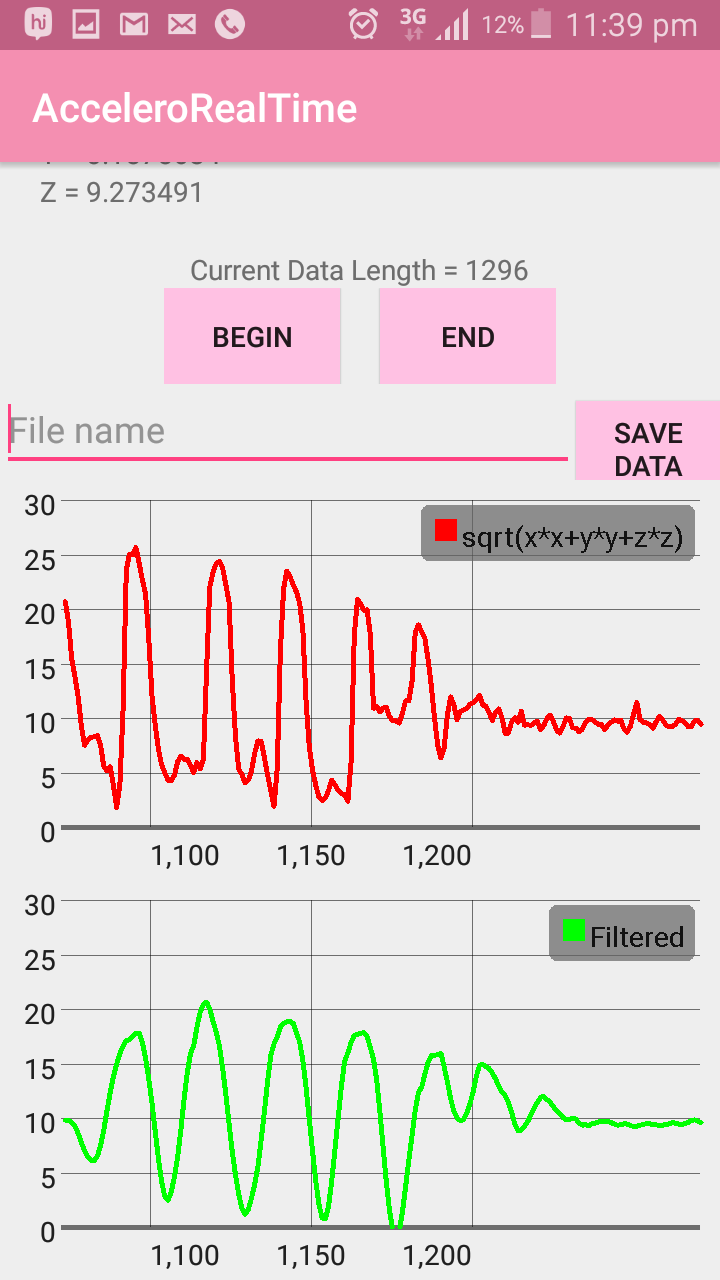 hi 3G 12% 11:39 pm
AcceleroRealTime
Z = 9.273491
Current Data Length = 1296
BEGIN END
File name
SAVE
DATA
30
sqrt(x*x+y*y+z*z)
25
20
15
10
5
0
1,100 1,150 1,200
30
Filtered
25
20
15
10
5
0
1,100 1,150 1,200